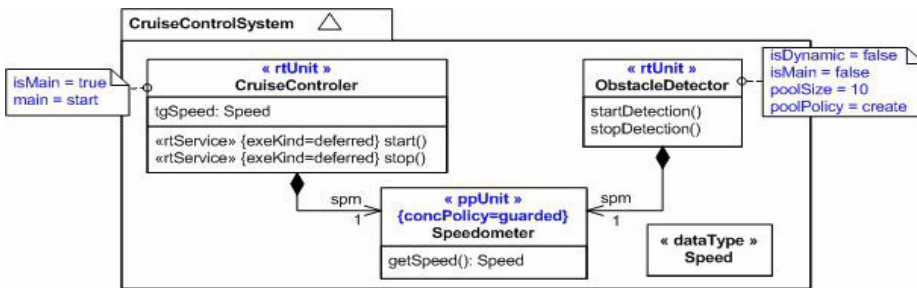 CruiseControlSystem
isMain = true
main = start
« rtUnit »
CruiseControler
tgSpeed: Speed
«rtService» {exeKind=deferred} start()
«rtService» {exeKind=deferred} stop()
« rtUnit »
ObstacleDetector
startDetection()
stopDetection()
isDynamic = false
isMain = false
poolSize = 10
poolPolicy = create
spm
1
spm
1
« ppUnit »
{concPolicy=guarded}
Speedometer
getSpeed(): Speed
« dataType »
Speed